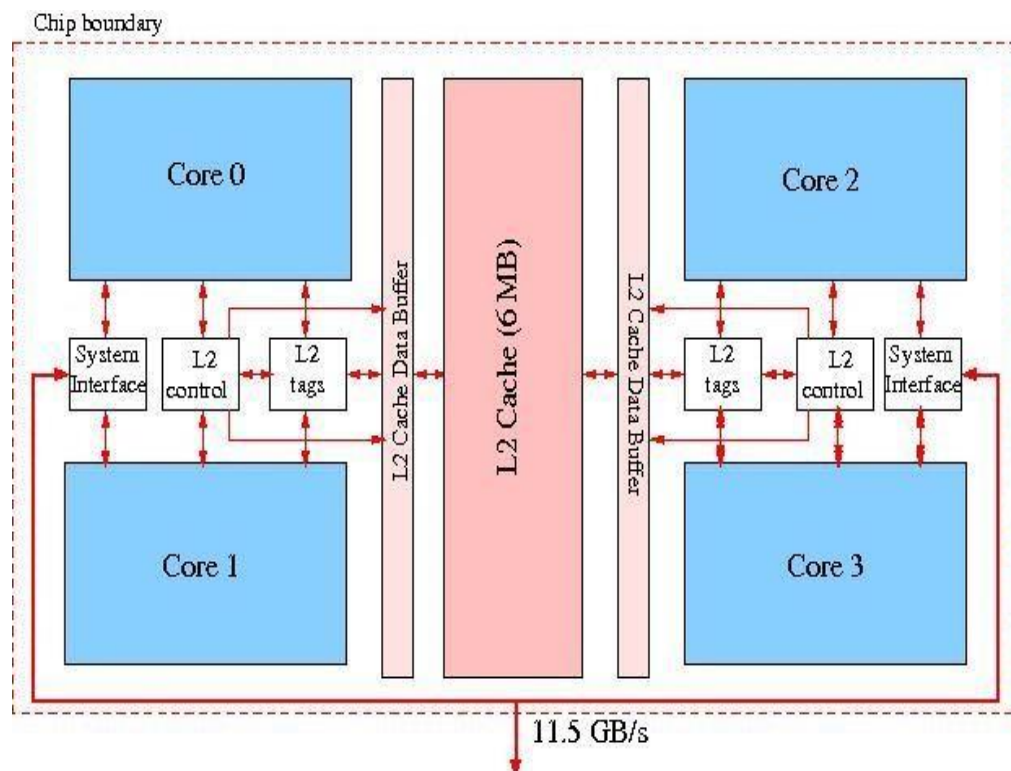 Chip boundary
Core 0
Core 2
L2 Cache Data Buffer
L2 Cache (6 MB)
L2 Cache Data Buffer
System
Interface
L2
control
L2
tags
L2
tags
L2
control
System
Interface
Core 1
Core 3
11.5 GB/s